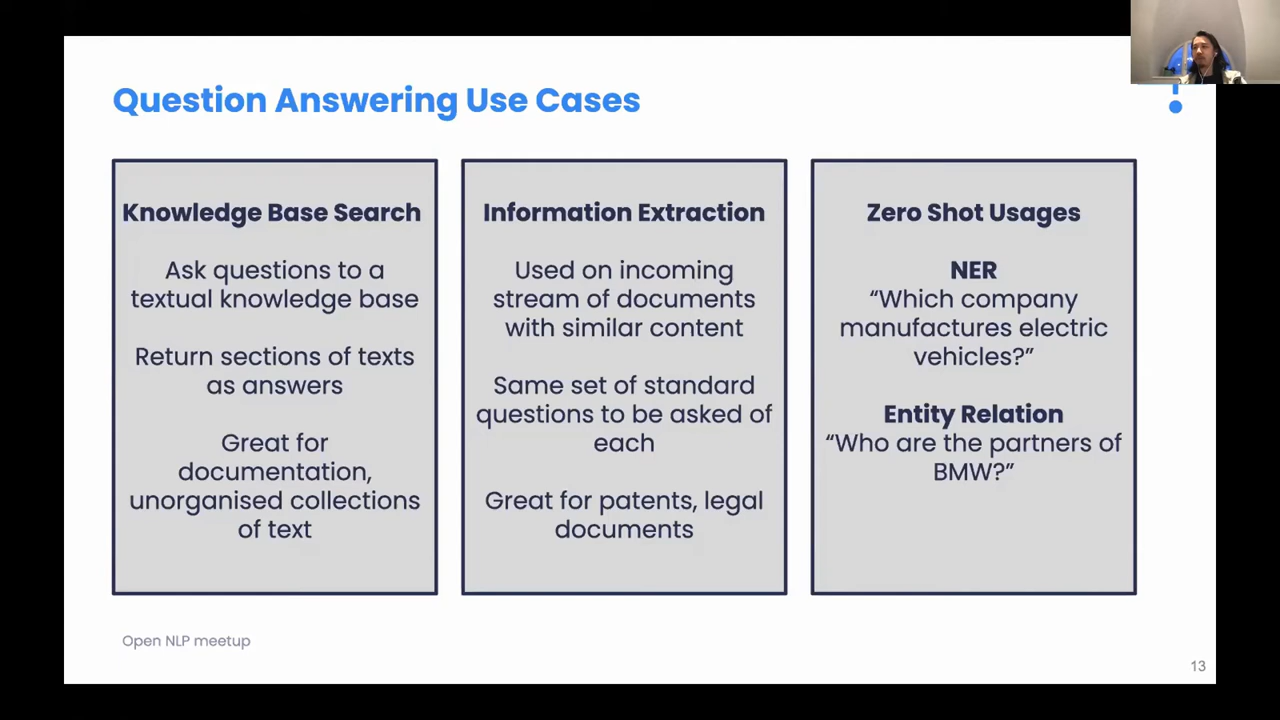 Question Answering Use Cases
Knowledge Base Search
Ask questions to a
textual knowledge base
Return sections of texts
as answers
Great for
documentation,
unorganised collections
of text
Information Extraction
Used on incoming
stream of documents
with similar content
Same set of standard
questions to be asked of
each
Great for patents, legal
documents
Zero Shot Usages
NER
“Which company
manufactures electric
vehicles?”
Entity Relation
“Who are the partners of
BMW?”
Open NLP meetup
13